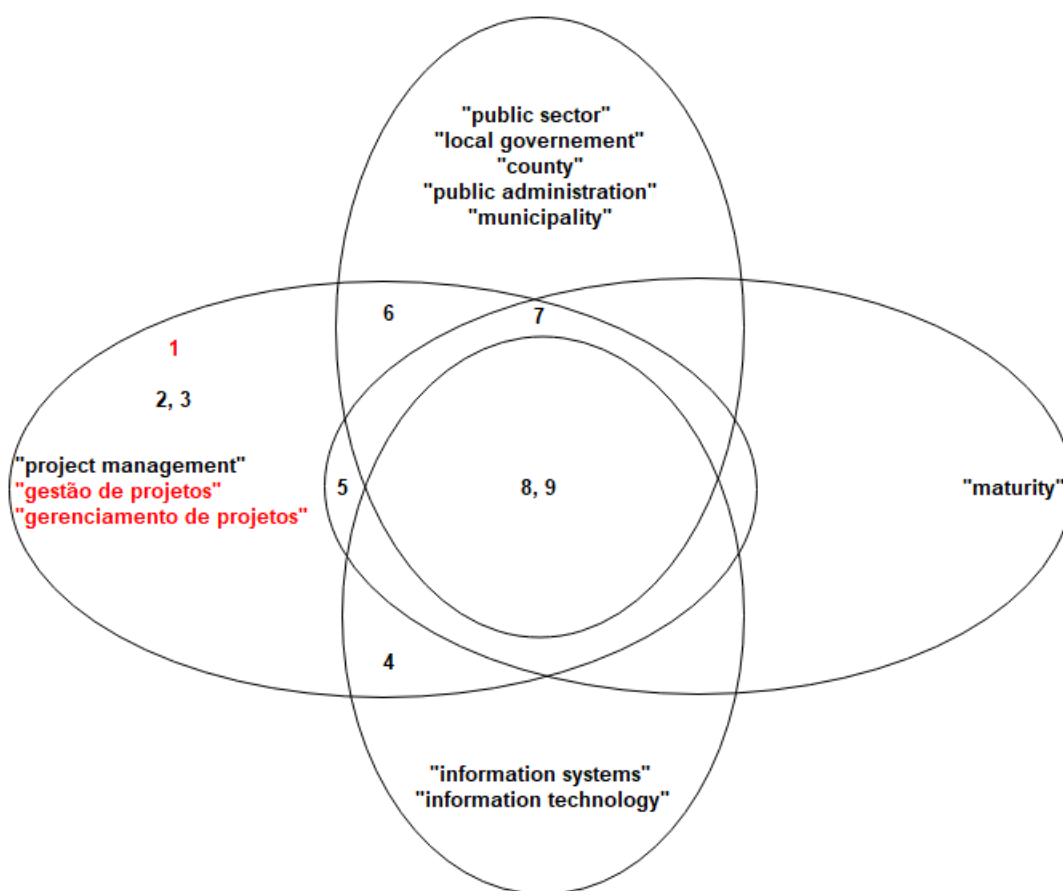 "public sector"
"local governement"
"county"
"public administration"
"municipality"
6
7
1
2, 3
"project management"
"gestão de projetos"
"gerenciamento de projetos"
5
8, 9
"maturity"
4
"information systems"
"information technology"